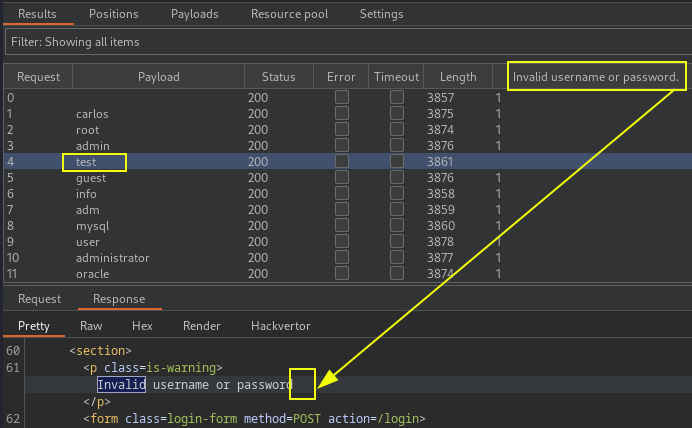 Results Positions Payloads Resource pool Settings
Filter: Showing all items
Request Payload Status Error Timeout Length Invalid username or password.
0 200 3857 1
1 carlos 200 3875 1
2 root 200 3874 1
3 admin 200 3876 1
4 test 200 3861
5 guest 200 3876 1
6 info 200 3858 1
7 adm 200 3859 1
8 mysql 200 3860 1
9 user 200 3878 1
10 administrator 200 3877 1
11 oracle 200 3874 1
Request Response
Pretty Raw Hex Render Hackvertor
60 <section>
61 <p class=is-warning>
Invalid username or password
</p>
62 <form class=login-form method=POST action=/login>